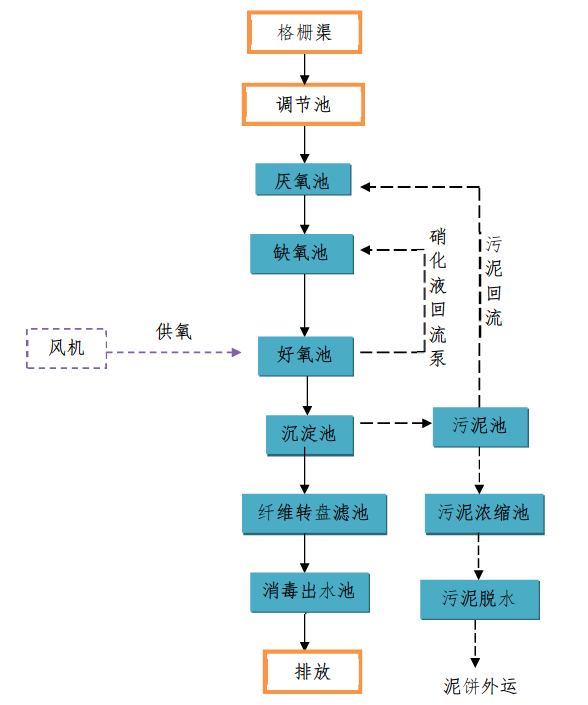 格栅渠
调节池
厌氧池
缺氧池
硝化液回流泵
污泥回流
供氧
风机
好氧池
沉淀池
污泥池
纤维转盘滤池
污泥浓缩池
消毒出水池
污泥脱水
排放
泥饼外运